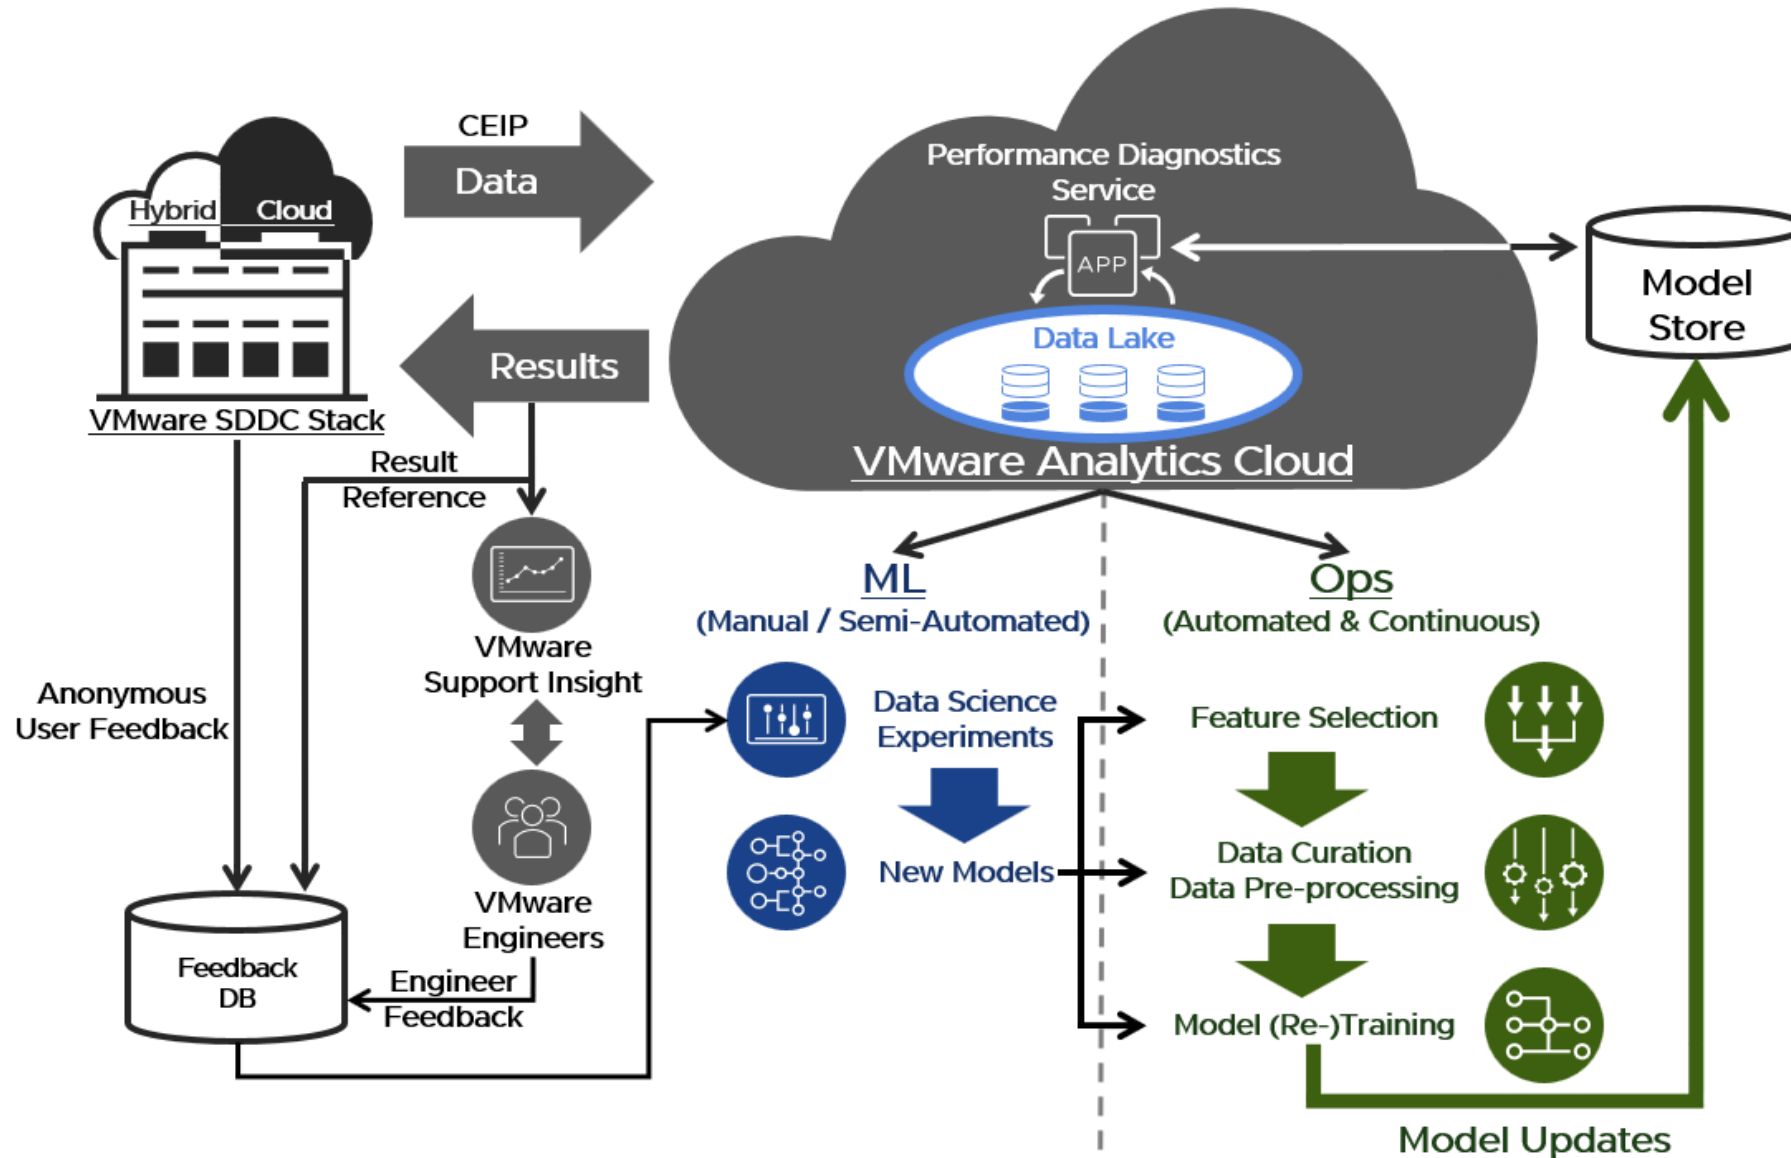 CEIP
Data
Hybrid Cloud
VMware SDDC Stack
Results
Performance Diagnostics
Service
APP
Data Lake
VMware Analytics Cloud
Model
Store
Result
Reference
VMware
Support Insight
Anonymous
User Feedback
VMware
Engineers
Engineer
Feedback
Feedback
DB
ML
(Manual / Semi-Automated)
Data Science
Experiments
New Models
Ops
(Automated & Continuous)
Feature Selection
Data Curation
Data Pre-processing
Model (Re-)Training
Model Updates